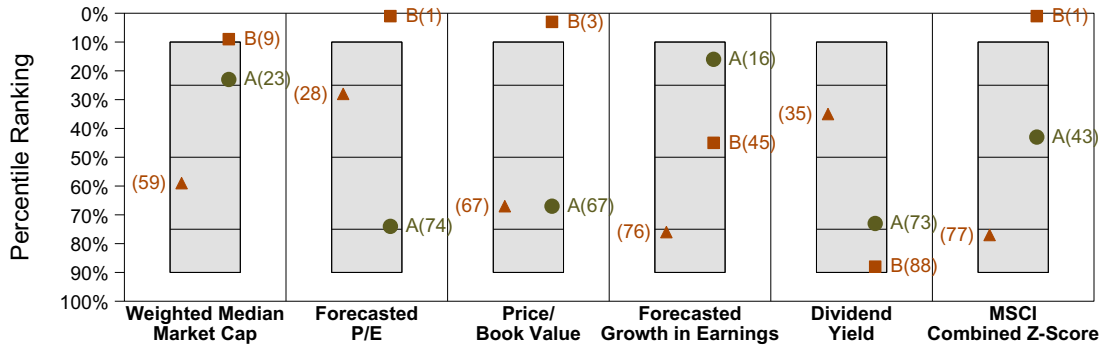 Percentile Ranking
0%
10%
20%
30%
40%
50%
60%
70%
80%
90%
100%
B(9)
A(23)
(59)
B(1)
(28)
A(74)
B(3)
(67)
A(67)
A(16)
B(45)
(76)
(35)
A(73)
B(88)
B(1)
A(43)
(77)
Weighted Median
Market Cap
Forecasted
P/E
Price/
Book Value
Forecasted
Growth in Earnings
Dividend
Yield
MSCI
Combined Z-Score